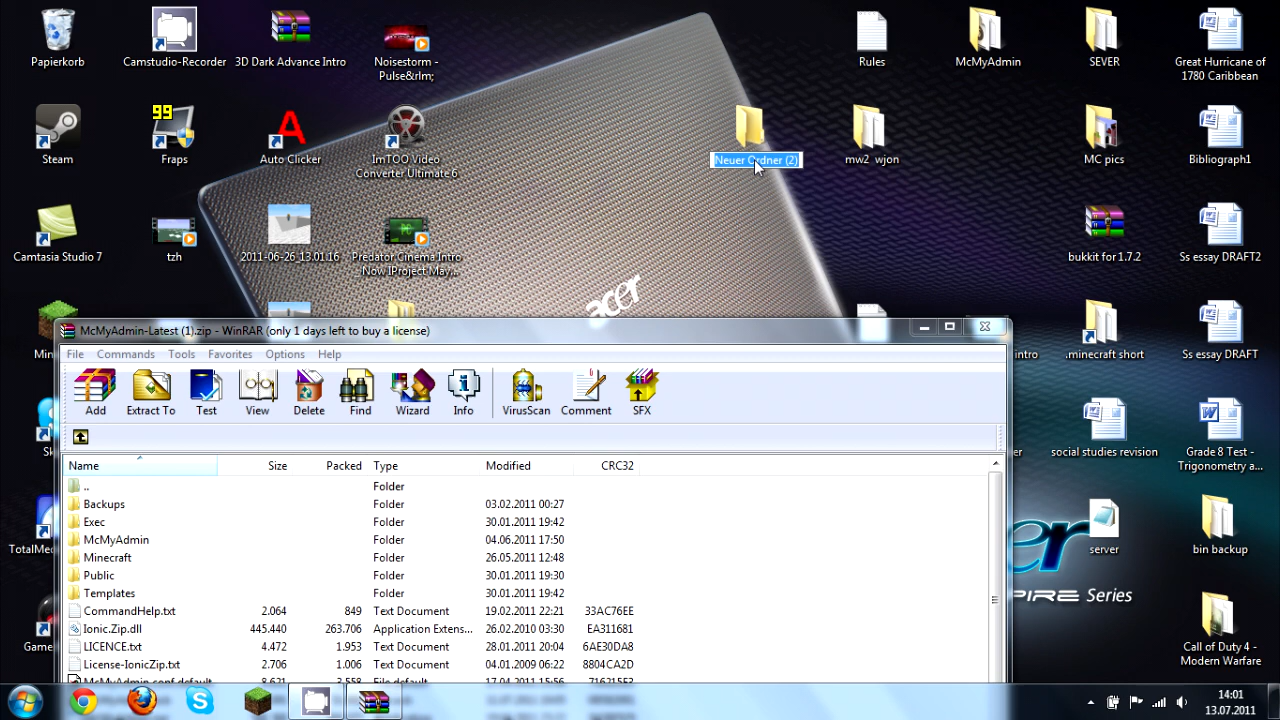 Papierkorb
Camstudio-Recorder
3D Dark Advance Intro
Noisestorm -
Pulse&rlm;
Rules
McMyAdmin
SEVER
Great Hurricane of
1780 Caribbean
99
Steam
Fraps
Auto Clicker
ImTOO Video
Converter Ultimate 6
Neuer Ordner (2)
mw2 wjon
MC pics
Bibliograph1
Camtasia Studio 7
tzh
2011-06-26_13.01.16
Predator Cinema Intro
Now !Project May...
bukkit for 1.7.2
Ss essay DRAFT2
acer
McMyAdmin-Latest (1).zip - WinRAR (only 1 days left to buy a license)
File Commands Tools Favorites Options Help
Add Extract To Test View Delete Find Wizard Info VirusScan Comment SFX
Name Size Packed Type Modified CRC32
.. Folder
Backups Folder 03.02.2011 00:27
Exec Folder 30.01.2011 19:42
McMyAdmin Folder 04.06.2011 17:50
Minecraft Folder 26.05.2011 12:48
Public Folder 30.01.2011 19:30
Templates Folder 30.01.2011 19:42
CommandHelp.txt 2.064 849 Text Document 19.02.2011 22:21 33AC76EE
Ionic.Zip.dll 445.440 263.706 Application Extens... 26.02.2010 03:30 EA311681
LICENCE.txt 4.472 1.953 Text Document 28.01.2011 20:04 6AE30DA8
License-IonicZip.txt 2.706 1.006 Text Document 04.01.2009 06:22 8804CA2D
McMyAdmin.conf.default 8.621 3.558 File default 17.04.2011 15:56 716215F3
Min
intro
.minecraft short
Ss essay DRAFT
Sk
er
social studies revision
Grade 8 Test -
Trigonometry a...
TotalMed
server
bin backup
PIRE Series
Game
Call of Duty 4 -
Modern Warfare
14:01
13.07.2011